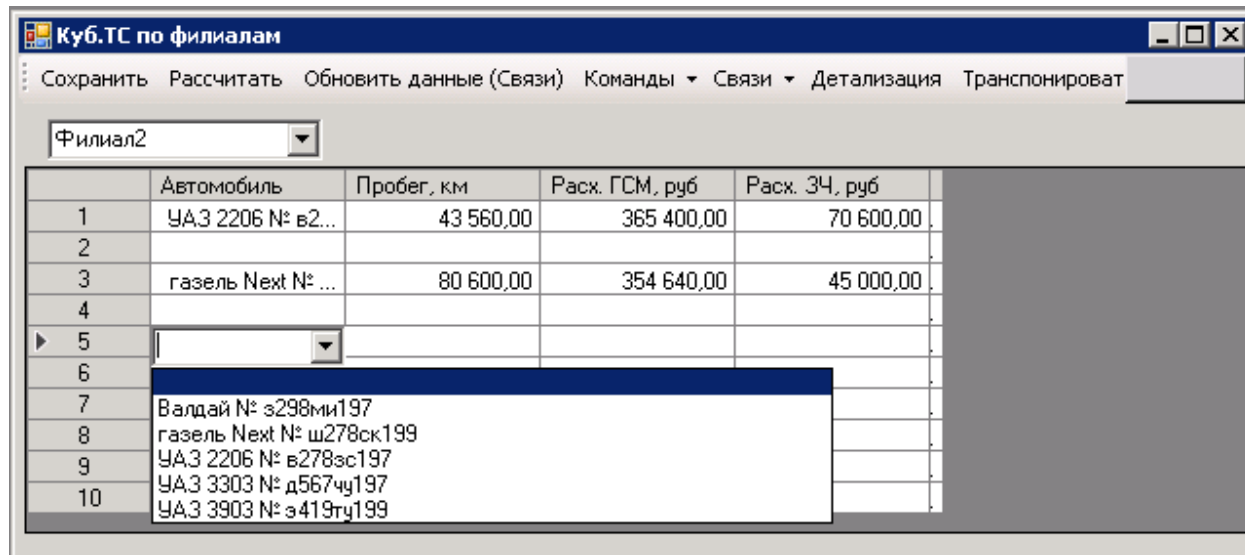 Куб.ТС по филиалам
Сохранить Рассчитать Обновить данные (Связи) Команды Связи Детализация Транспонироват
Филиал2
Автомобиль Пробег, км Расх. ГСМ, руб Расх. ЗЧ, руб
1 УАЗ 2206 № в2... 43 560,00 365 400,00 70 600,00 .
2 .
3 газель Next № ... 80 600,00 354 640,00 45 000,00 .
4 .
5 .
6 .
7 .
Валдай № з298ми197
8 .
газель Next № ш278ск199
9 .
УАЗ 2206 № в278зс197
10 .
УАЗ 3303 № д567чу197
УАЗ 3903 № э419ту199